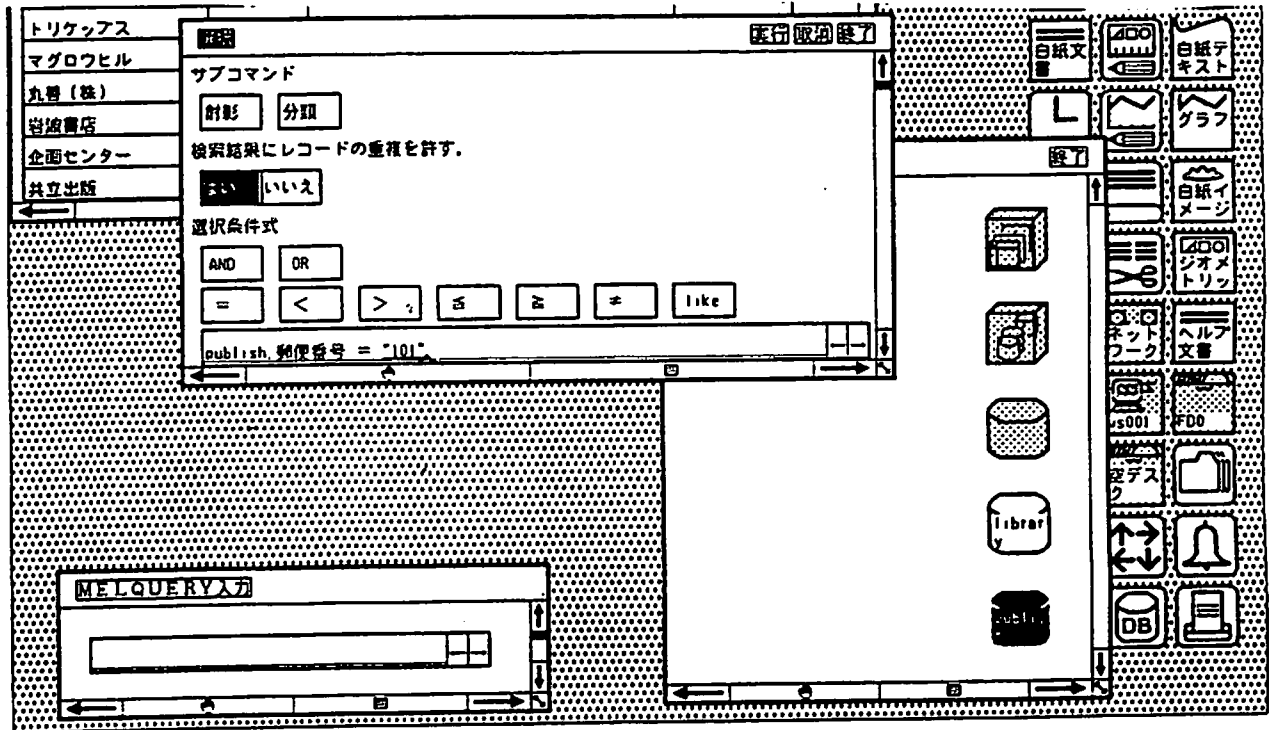 トリケップス
マグロウヒル
丸善(株)
岩波書店
企画センター
共立出版
実行 取消 終了
サブコマンド
射影 分類
検索結果にレコードの重複を許す。
はい いいえ
選択条件式
AND OR
= < > ≦ ≧ ≠ like
publish.郵便番号 = "101"
終了
library
MELQUERY入力
白紙文書
白紙テキスト
グラフ
白紙イメージ
ジオメトリッ
ネットワーク
ヘルプ文書
ws001
FD0
空デスク
DB